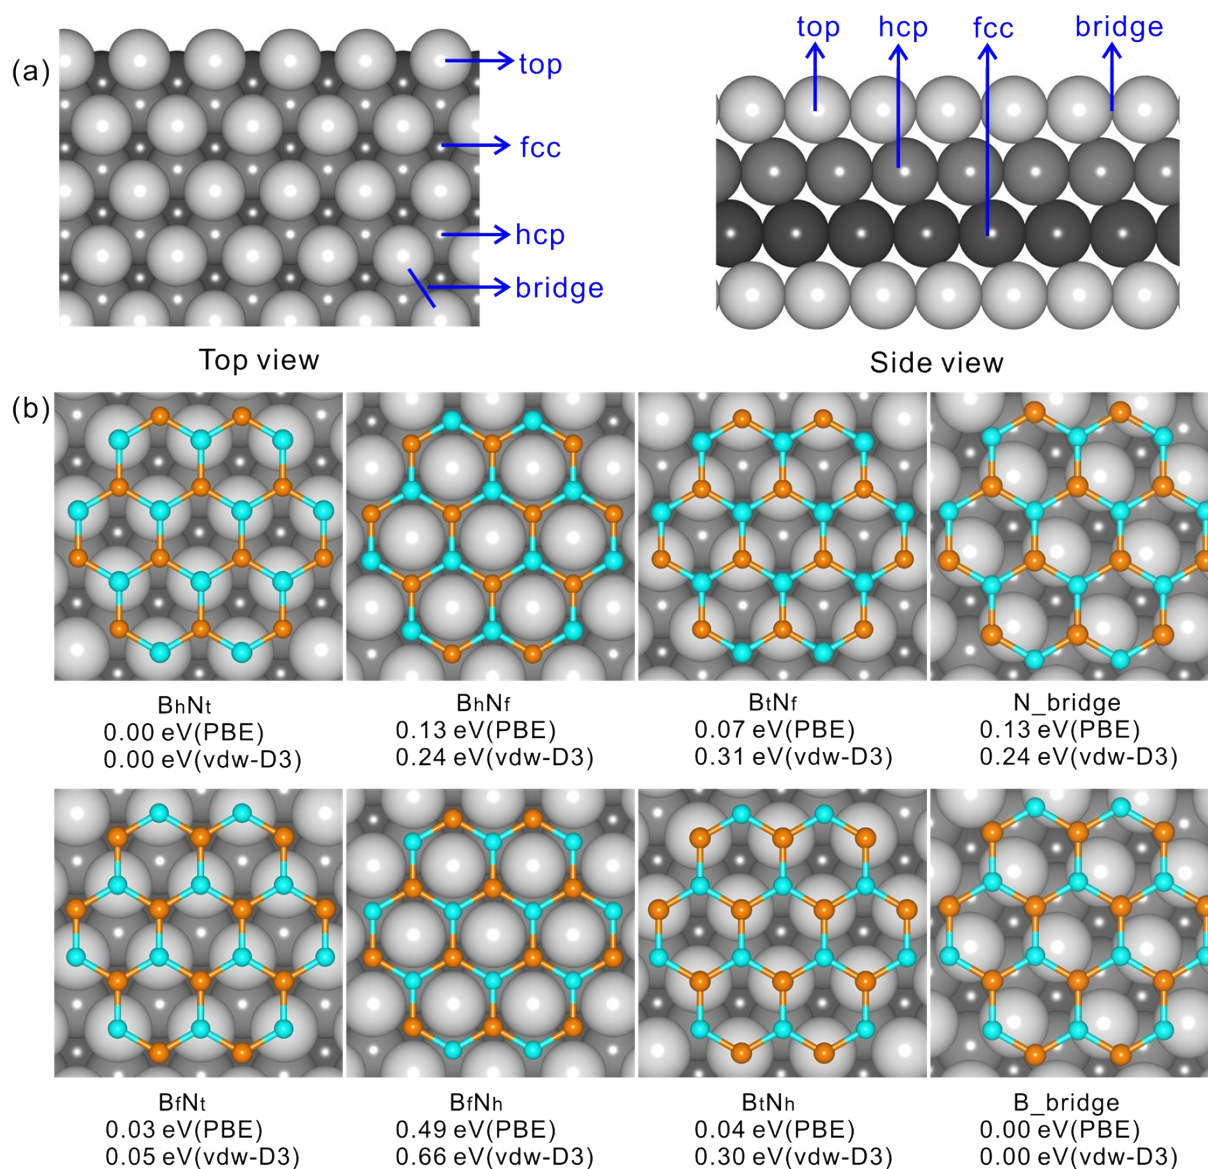 (a)
top
fcc
hcp
bridge
Top view
top hcp fcc bridge
Side view
(b)
BhNt
0.00 eV(PBE)
0.00 eV(vdw-D3)
BhNf
0.13 eV(PBE)
0.24 eV(vdw-D3)
BtNf
0.07 eV(PBE)
0.31 eV(vdw-D3)
N_bridge
0.13 eV(PBE)
0.24 eV(vdw-D3)
BfNt
0.03 eV(PBE)
0.05 eV(vdw-D3)
BfNh
0.49 eV(PBE)
0.66 eV(vdw-D3)
BtNh
0.04 eV(PBE)
0.30 eV(vdw-D3)
B_bridge
0.00 eV(PBE)
0.00 eV(vdw-D3)